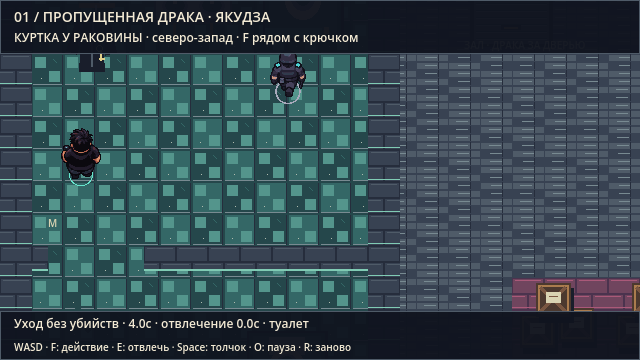 01 / ПРОПУЩЕННАЯ ДРАКА · ЯКУДЗА
КУРТКА У РАКОВИНЫ · северо-запад · F рядом с крючком
М
Уход без убийств · 4.0с · отвлечение 0.0с · туалет
WASD · F: действие · E: отвлечь · Space: толчок · O: пауза · R: заново